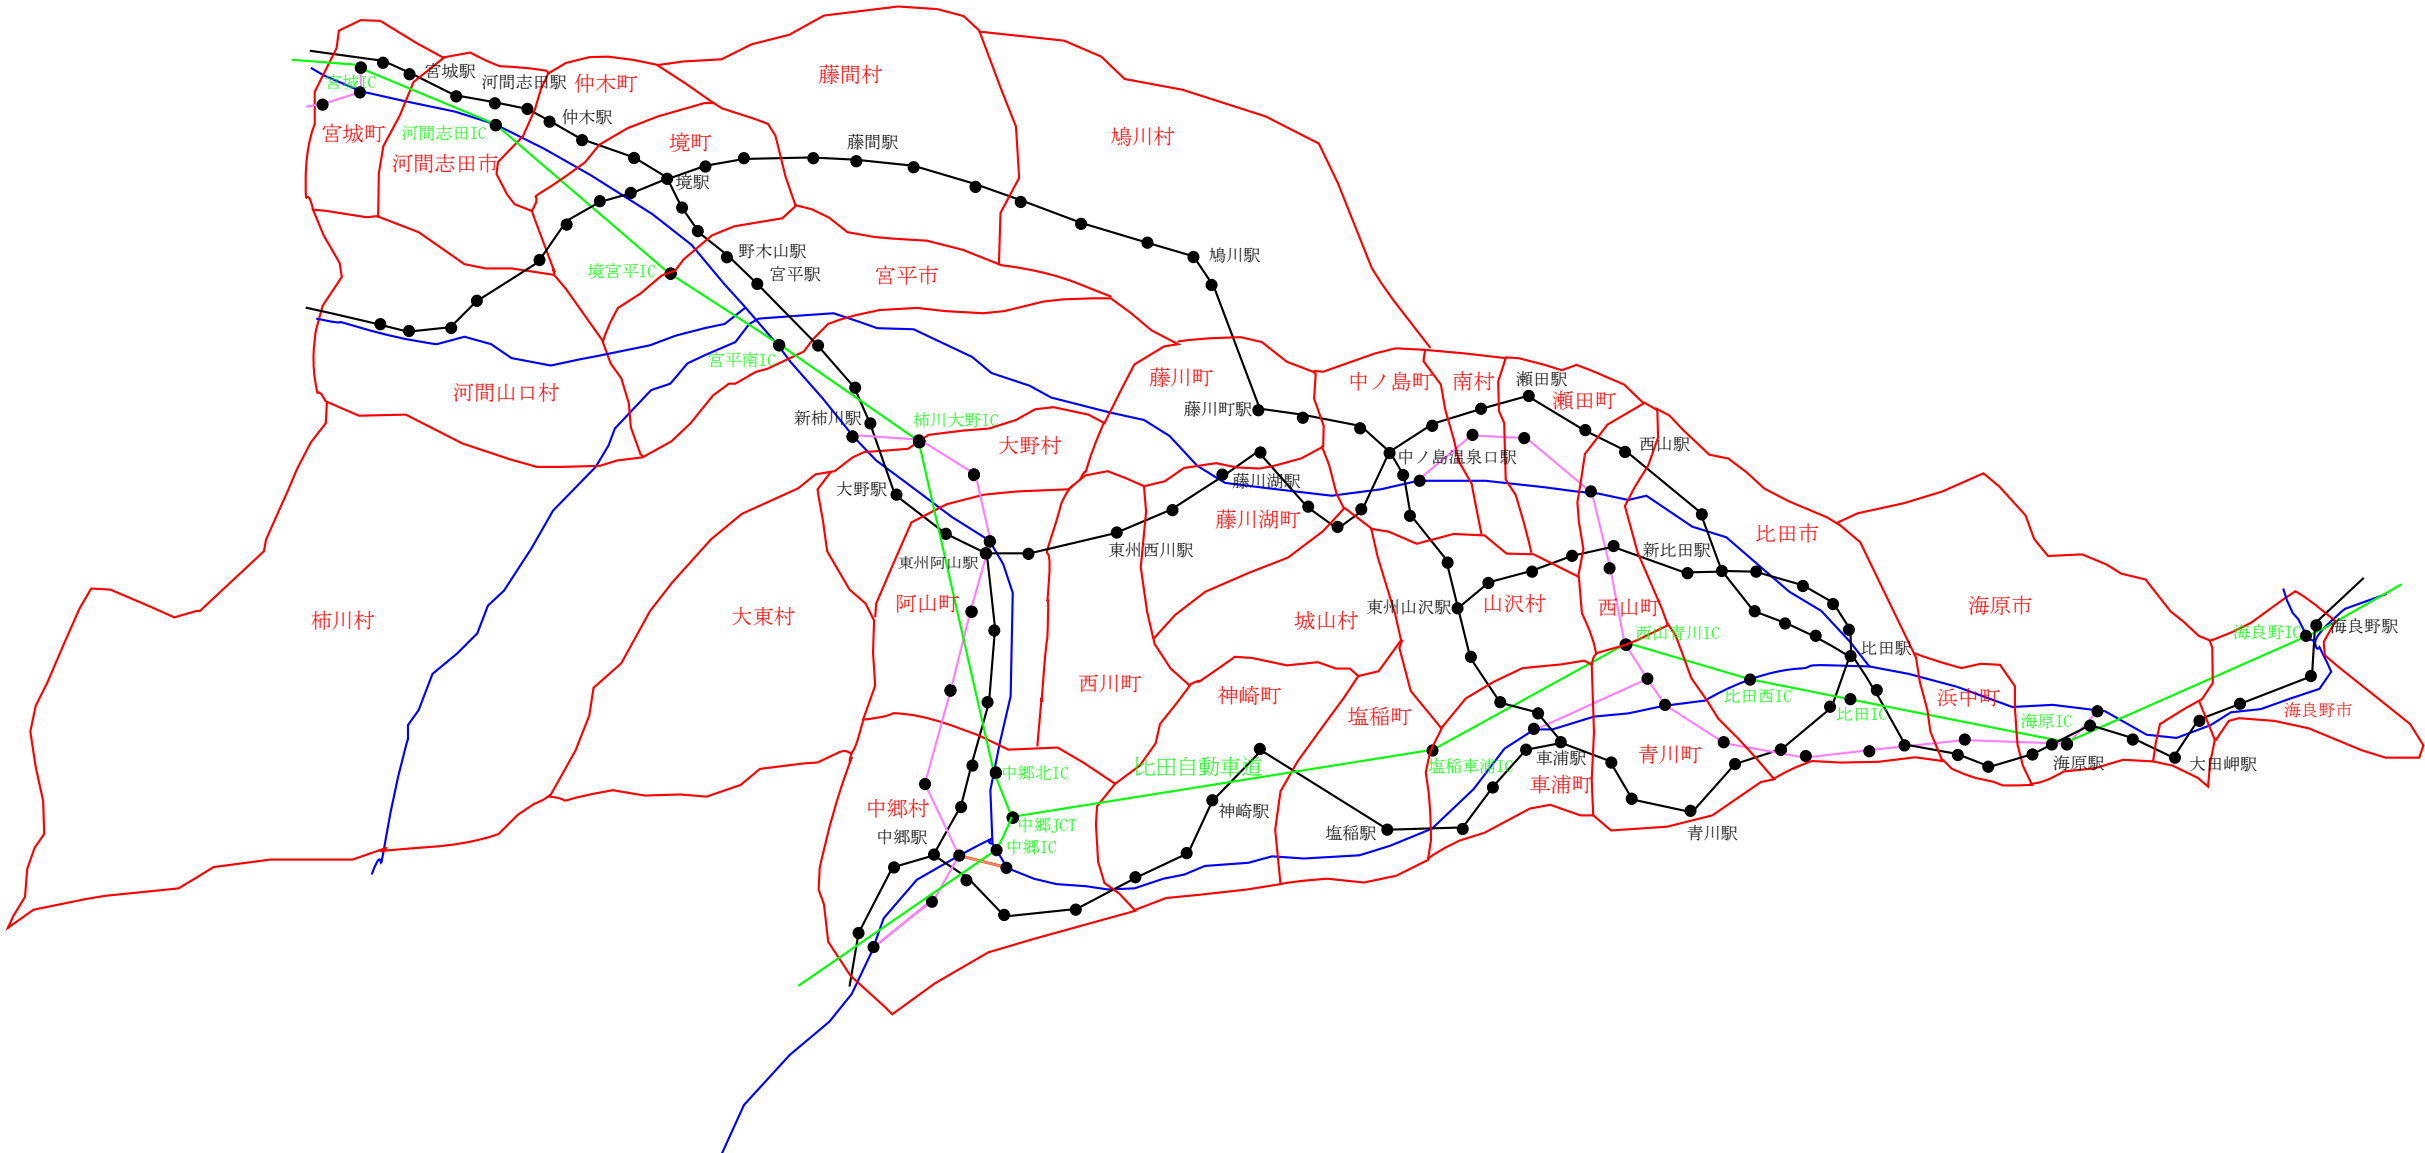 宮城駅
河間志田駅
宮城IC
仲木町
藤間村
仲木駅
宮城町
河間志田IC
境町
藤間駅
鳩川村
河間志田市
境駅
野木山駅
鳩川駅
境宮平IC
宮平駅
宮平市
宮平南IC
河間山口村
藤川町
中ノ島町
南村
瀬田駅
瀬田町
新柿川駅
柿川大野IC
藤川町駅
大野村
西山駅
中ノ島温泉口駅
大野駅
藤川湖駅
藤川湖町
比田市
東州阿山駅
東州西川駅
新比田駅
柿川村
大東村
阿山町
城山村
東州山沢駅
山沢村
西山町
海原市
西山青川IC
海良野IC
海良野駅
比田駅
西川町
神崎町
塩稲町
比田西IC
比田IC
浜中町
海原IC
海良野市
中郷北IC
比田自動車道
塩稲車浦IC
車浦駅
青川町
海原駅
大田岬駅
車浦町
中郷村
中郷JCT
神崎駅
塩稲駅
青川駅
中郷駅
中郷IC